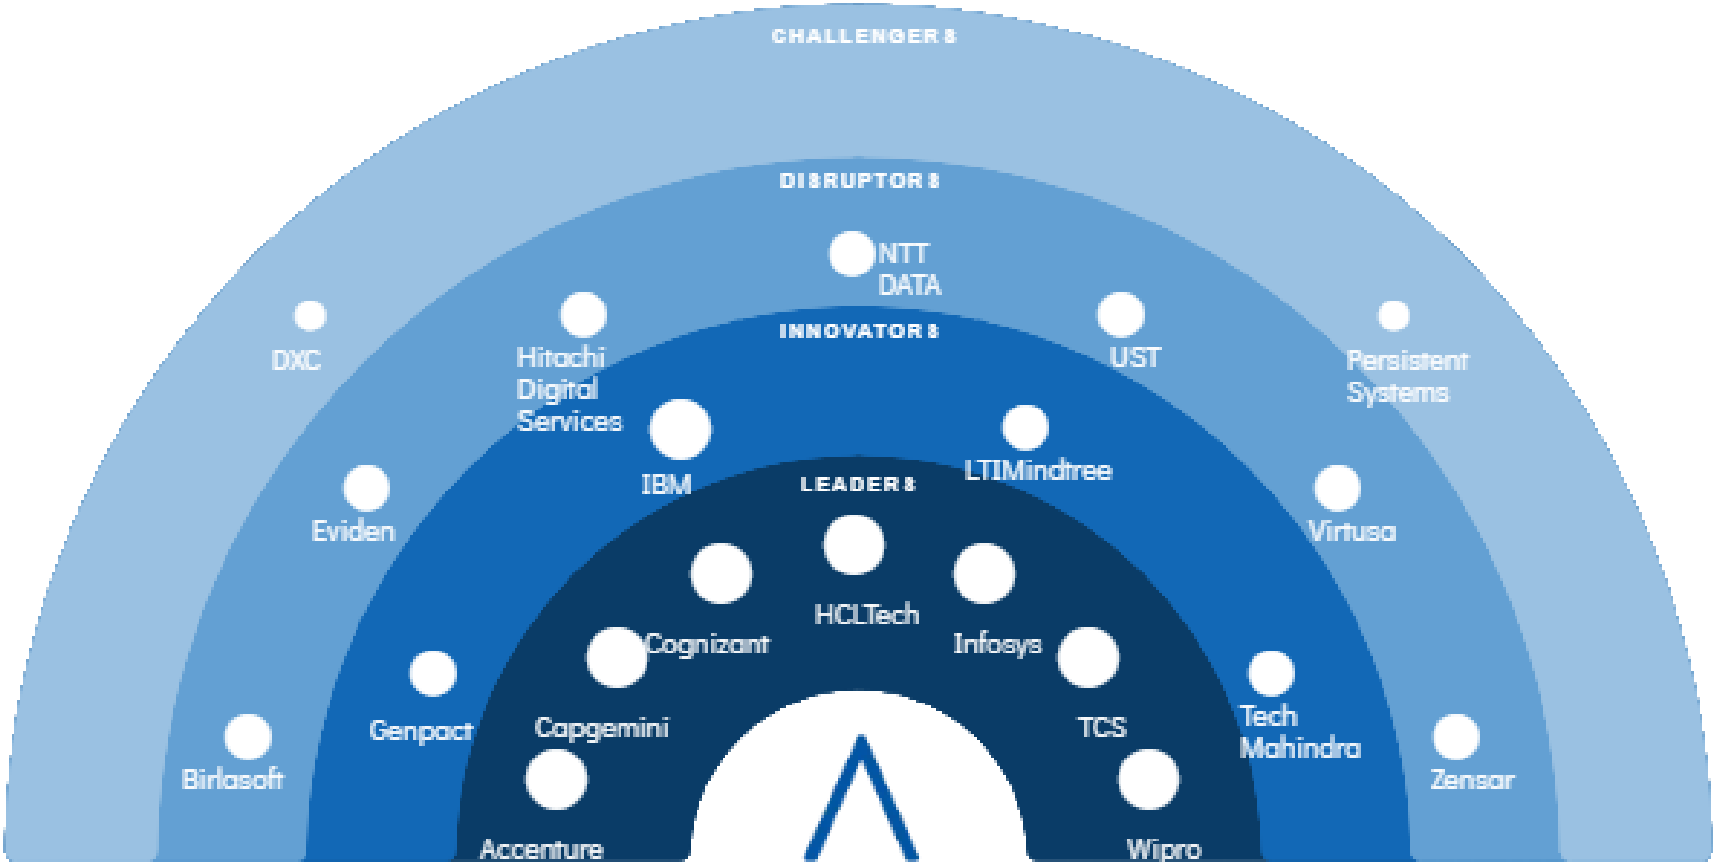 CHALLENGERS
DISRUPTORS
NTT
DATA
INNOVATORS
DXC
Hitachi
Digital
Services
UST
Persistent
Systems
IBM
LTIMindtree
LEADERS
Eviden
Virtusa
HCLTech
Cognizant
Infosys
Genpact
Capgemini
TCS
Tech
Mahindra
Birlasoft
Zensar
Accenture
Wipro